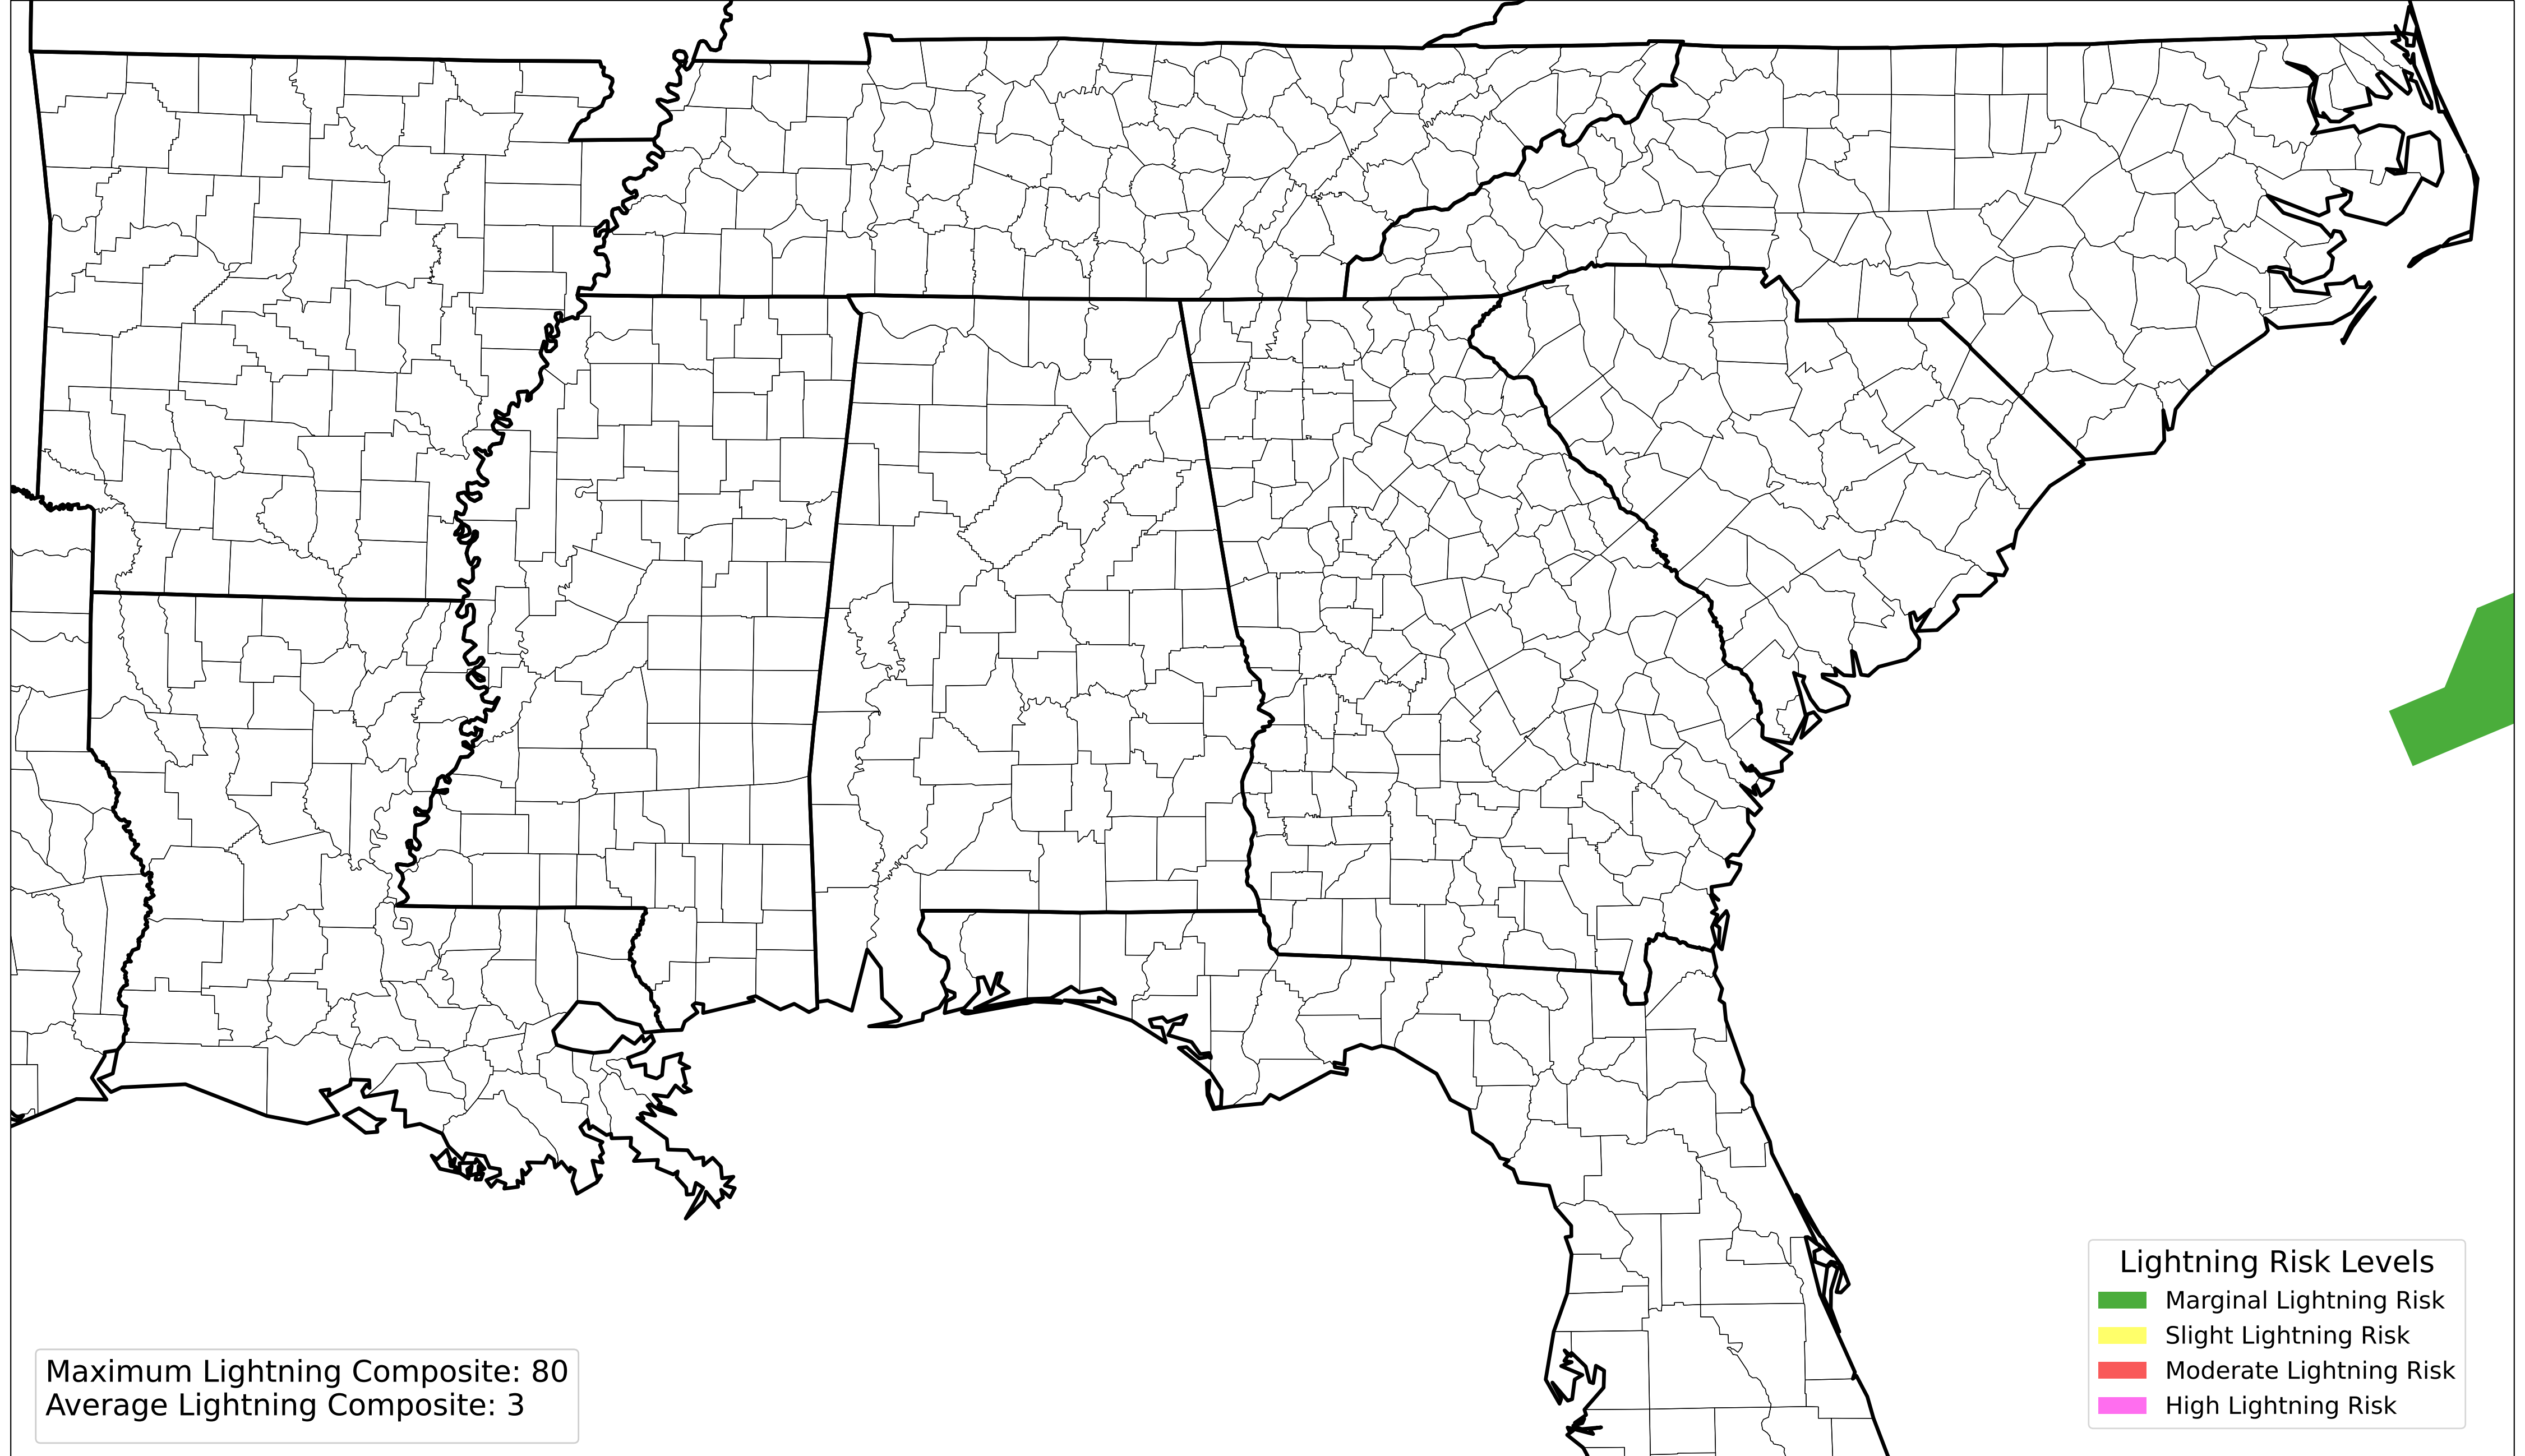 Maximum Lightning Composite: 80
Average Lightning Composite: 3
Lightning Risk Levels
Marginal Lightning Risk
Slight Lightning Risk
Moderate Lightning Risk
High Lightning Risk